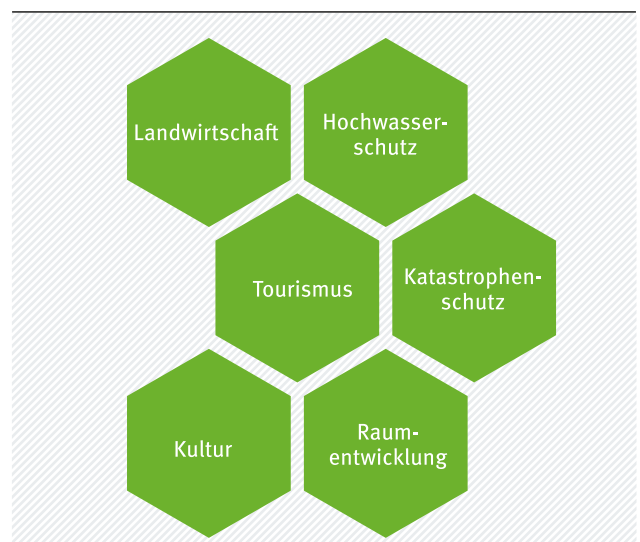 Landwirtschaft
Hochwasser-
schutz
Tourismus
Katastrophen-
schutz
Kultur
Raum-
entwicklung